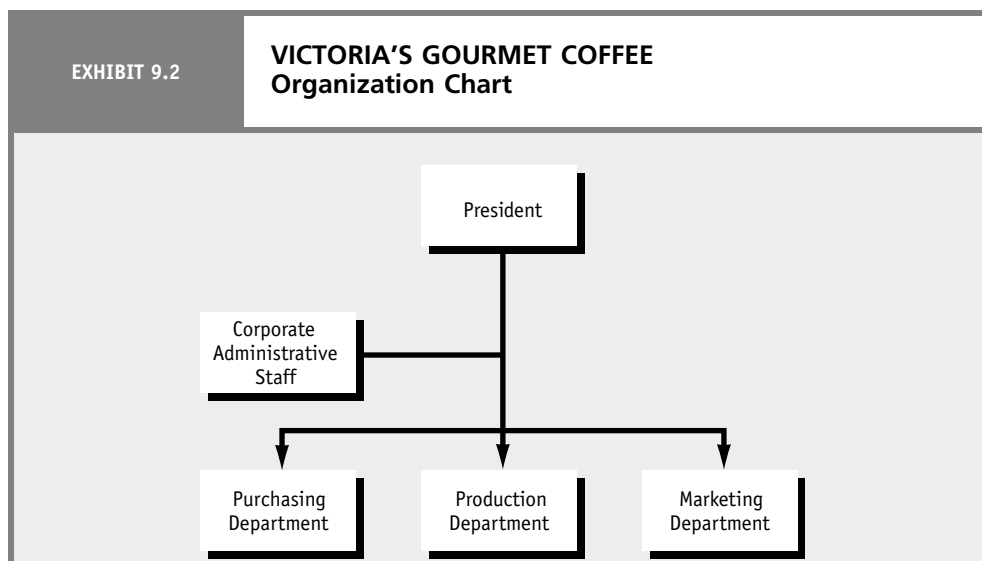 EXHIBIT 9.2
VICTORIA’S GOURMET COFFEE
Organization Chart
President
Corporate
Administrative
Staff
Purchasing
Department
Production
Department
Marketing
Department